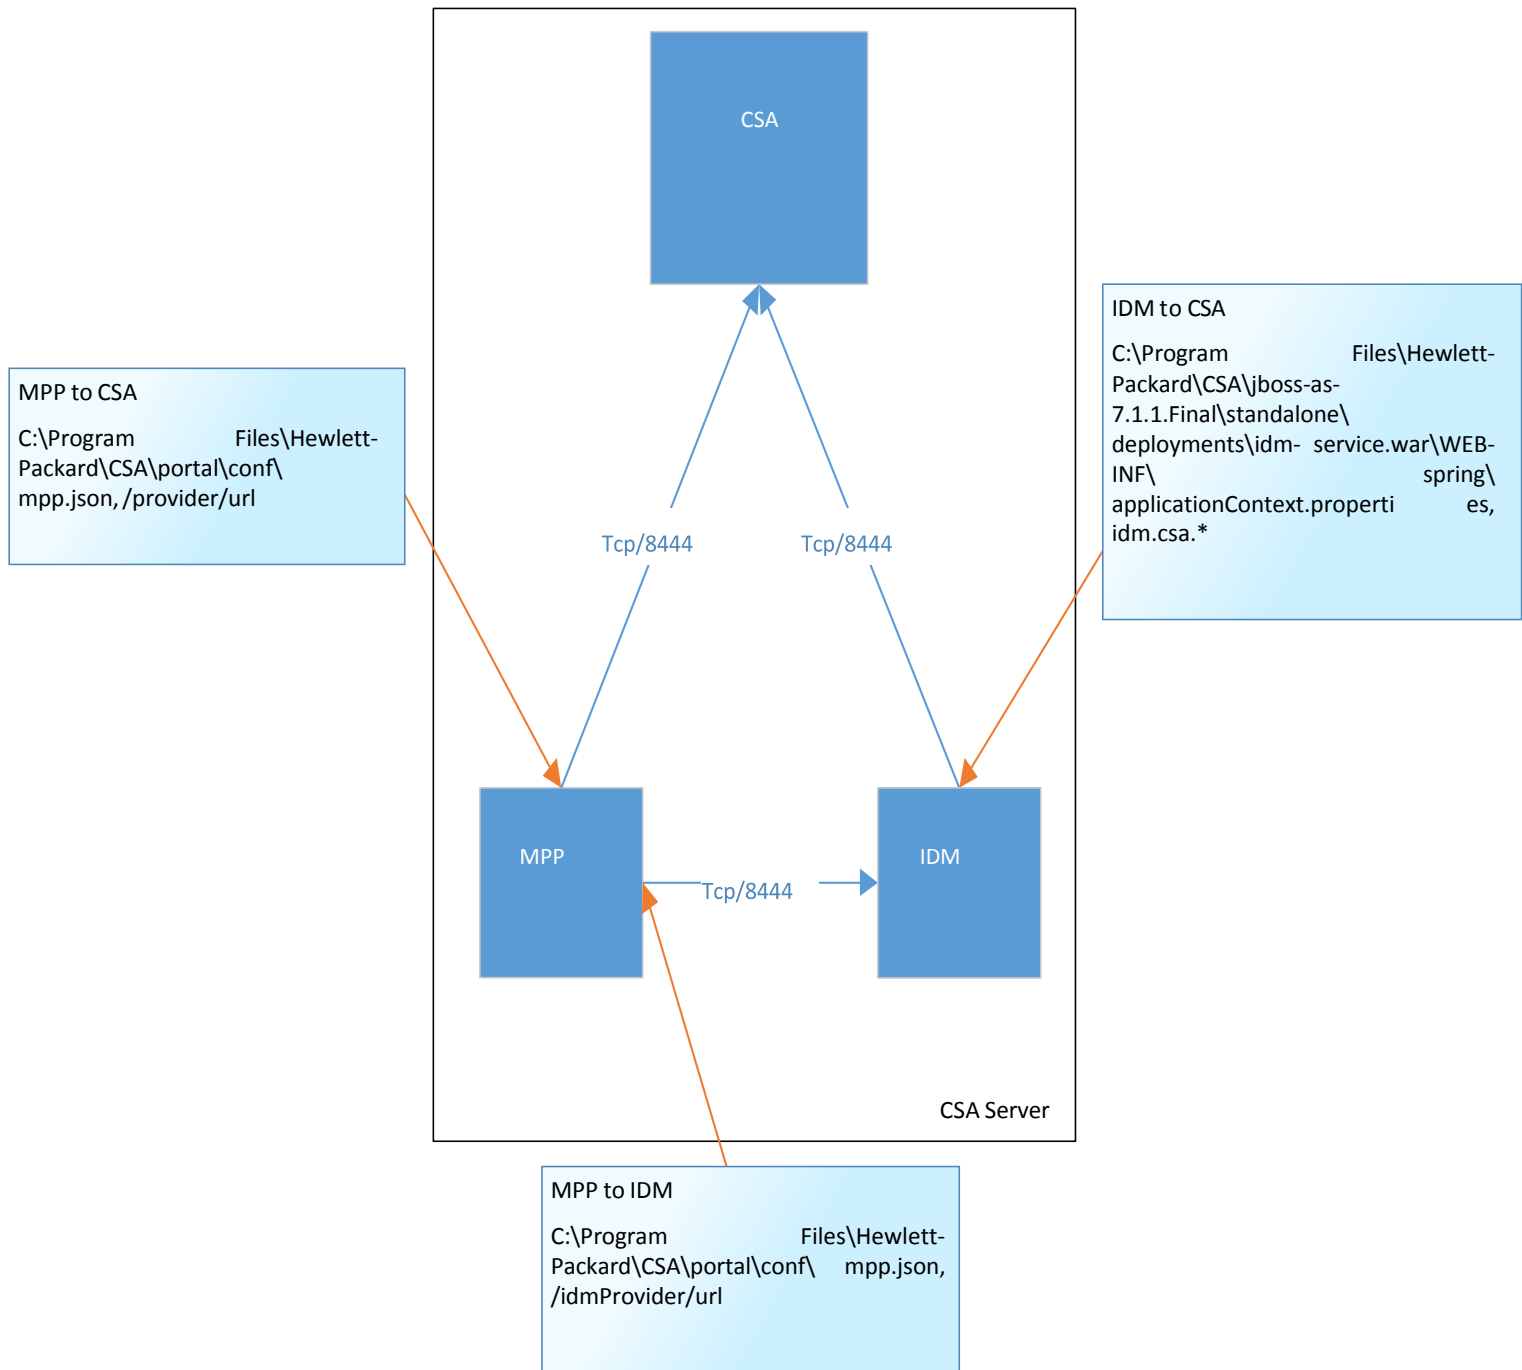 CSA
IDM to CSA
C:\Program Files\Hewlett-
Packard\CSA\jboss-as-
7.1.1.Final\standalone\
deployments\idm- service.war\WEB-
INF\ spring\
applicationContext.properti es,
idm.csa.*
MPP to CSA
C:\Program Files\Hewlett-
Packard\CSA\portal\conf\
mpp.json, /provider/url
Tcp/8444
Tcp/8444
MPP
IDM
Tcp/8444
CSA Server
MPP to IDM
C:\Program Files\Hewlett-
Packard\CSA\portal\conf\ mpp.json,
/idmProvider/url